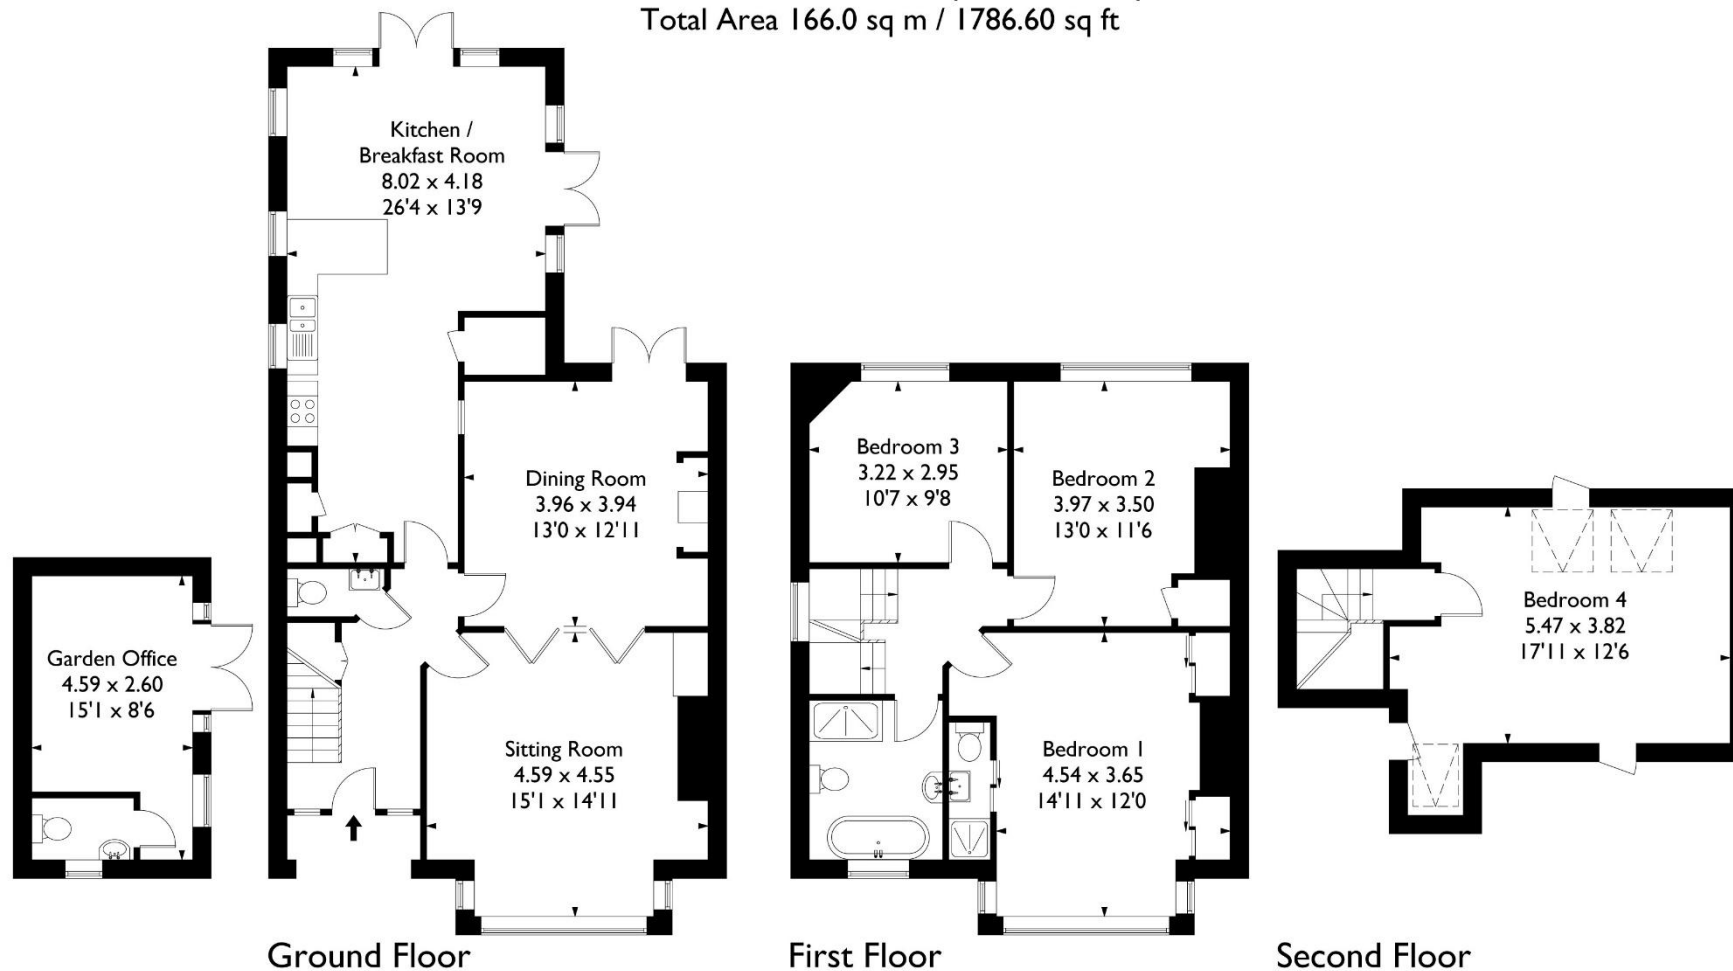 Total Area 166.0 sq m / 1786.60 sq ft
Kitchen /
Breakfast Room
8.02 x 4.18
26'4 x 13'9
Dining Room
3.96 x 3.94
13'0 x 12'11
Garden Office
4.59 x 2.60
15'1 x 8'6
Sitting Room
4.59 x 4.55
15'1 x 14'11
Ground Floor
Bedroom 3
3.22 x 2.95
10'7 x 9'8
Bedroom 2
3.97 x 3.50
13'0 x 11'6
Bedroom 1
4.54 x 3.65
14'11 x 12'0
First Floor
Bedroom 4
5.47 x 3.82
17'11 x 12'6
Second Floor